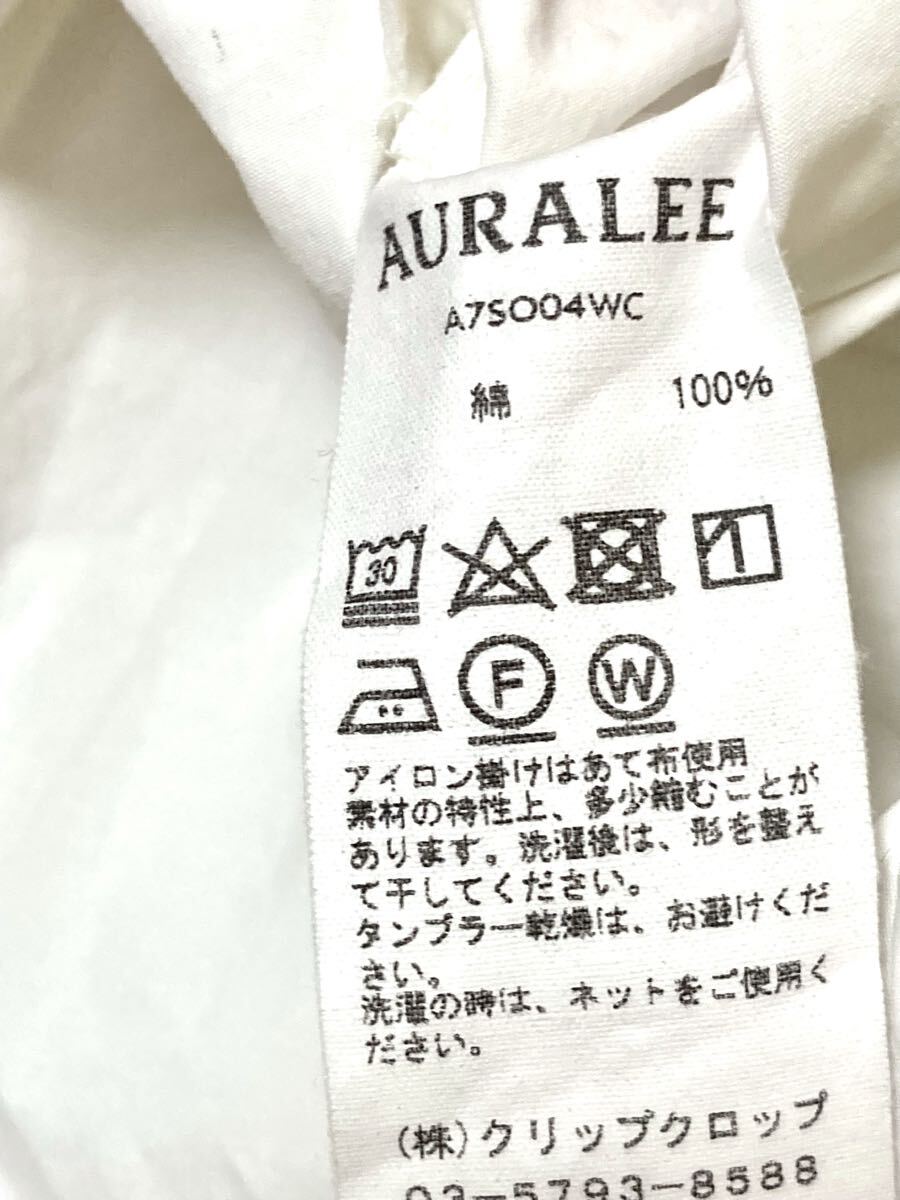 AURALEE
A7SO04WC
綿 100%
30
F W
アイロン掛けはあて布使用
素材の特性上、多少縮むことが
あります。洗濯後は、形を整え
て干してください。
タンブラー乾燥は、お避けくだ
さい。
洗濯の時は、ネットをご使用く
ださい。
(株)クリップクロップ
03-5793-8588